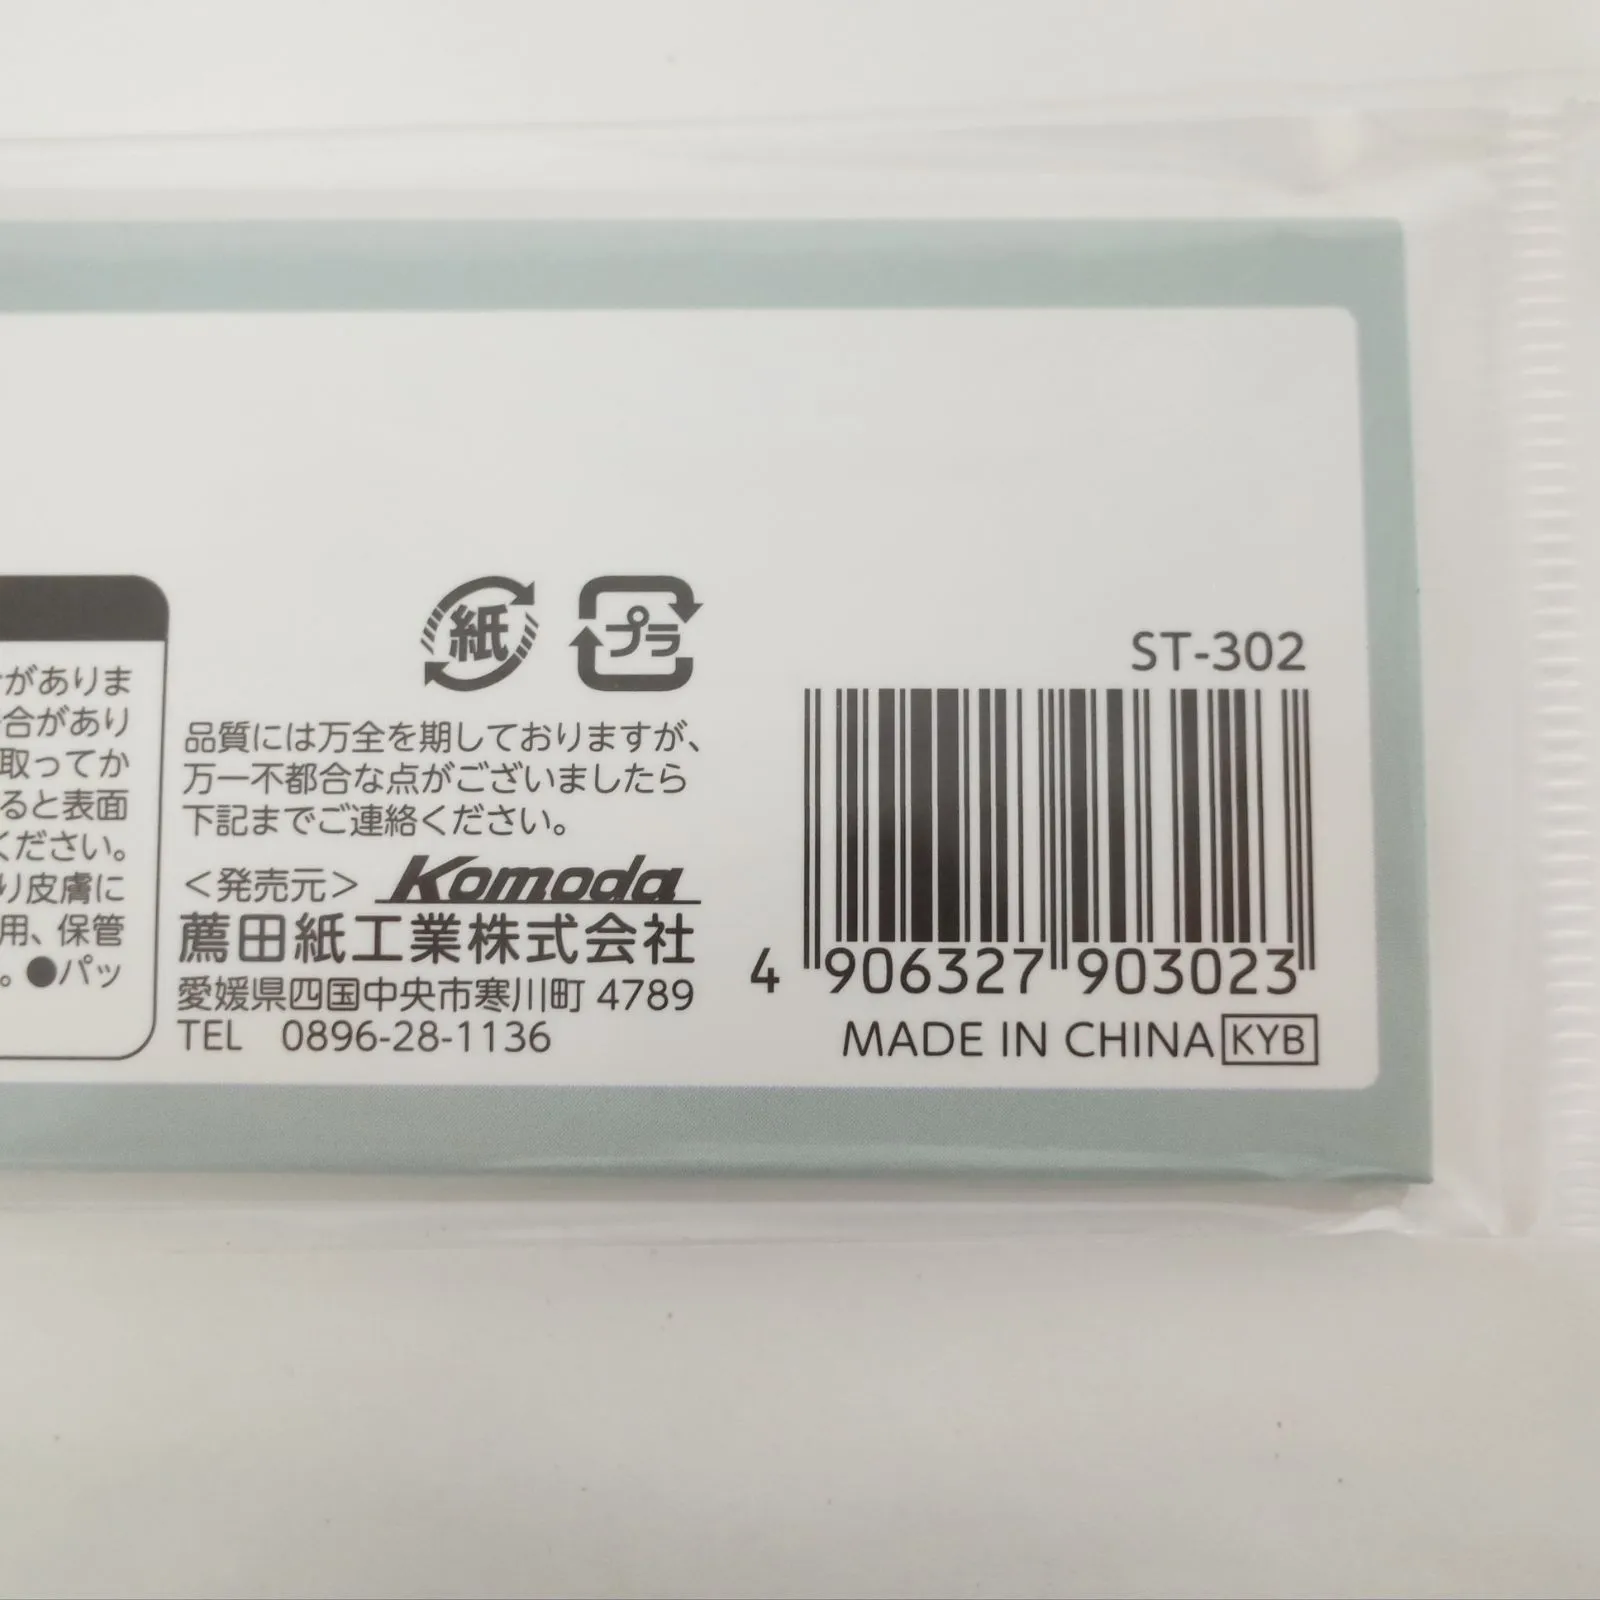 がありま
合があり
取ってか
ると表面
ください。
り皮膚に
用、保管
。●パッ
紙
プラ
品質には万全を期しておりますが、
万一不都合な点がございましたら
下記までご連絡ください。
＜発売元＞ Komoda
薦田紙工業株式会社
愛媛県四国中央市寒川町 4789
TEL 0896-28-1136
ST-302
4 906327 903023
MADE IN CHINA KYB